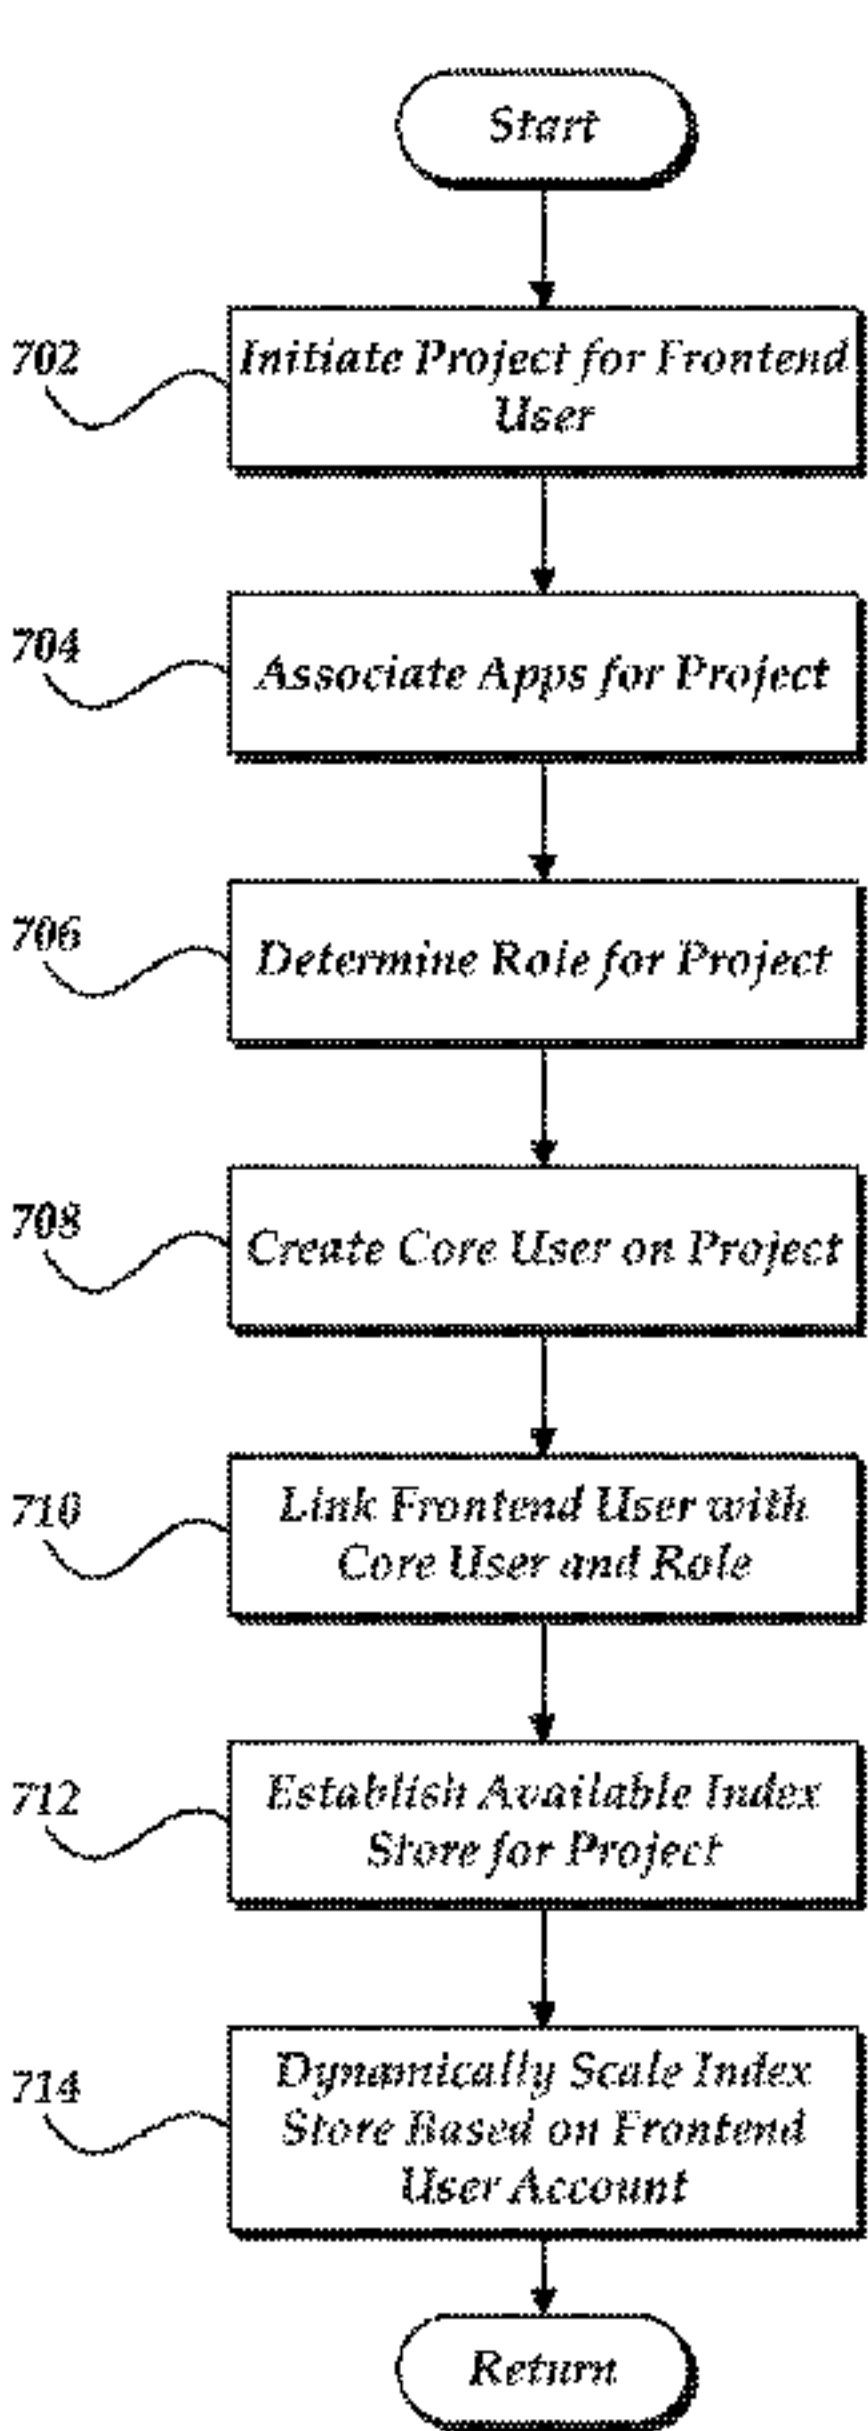 Start
702
Initiate Project for Frontend
User
704
Associate Apps for Project
706
Determine Role for Project
708
Create Core User on Project
710
Link Frontend User with
Core User and Role
712
Establish Available Index
Store for Project
714
Dynamically Scale Index
Store Based on Frontend
User Account
Return